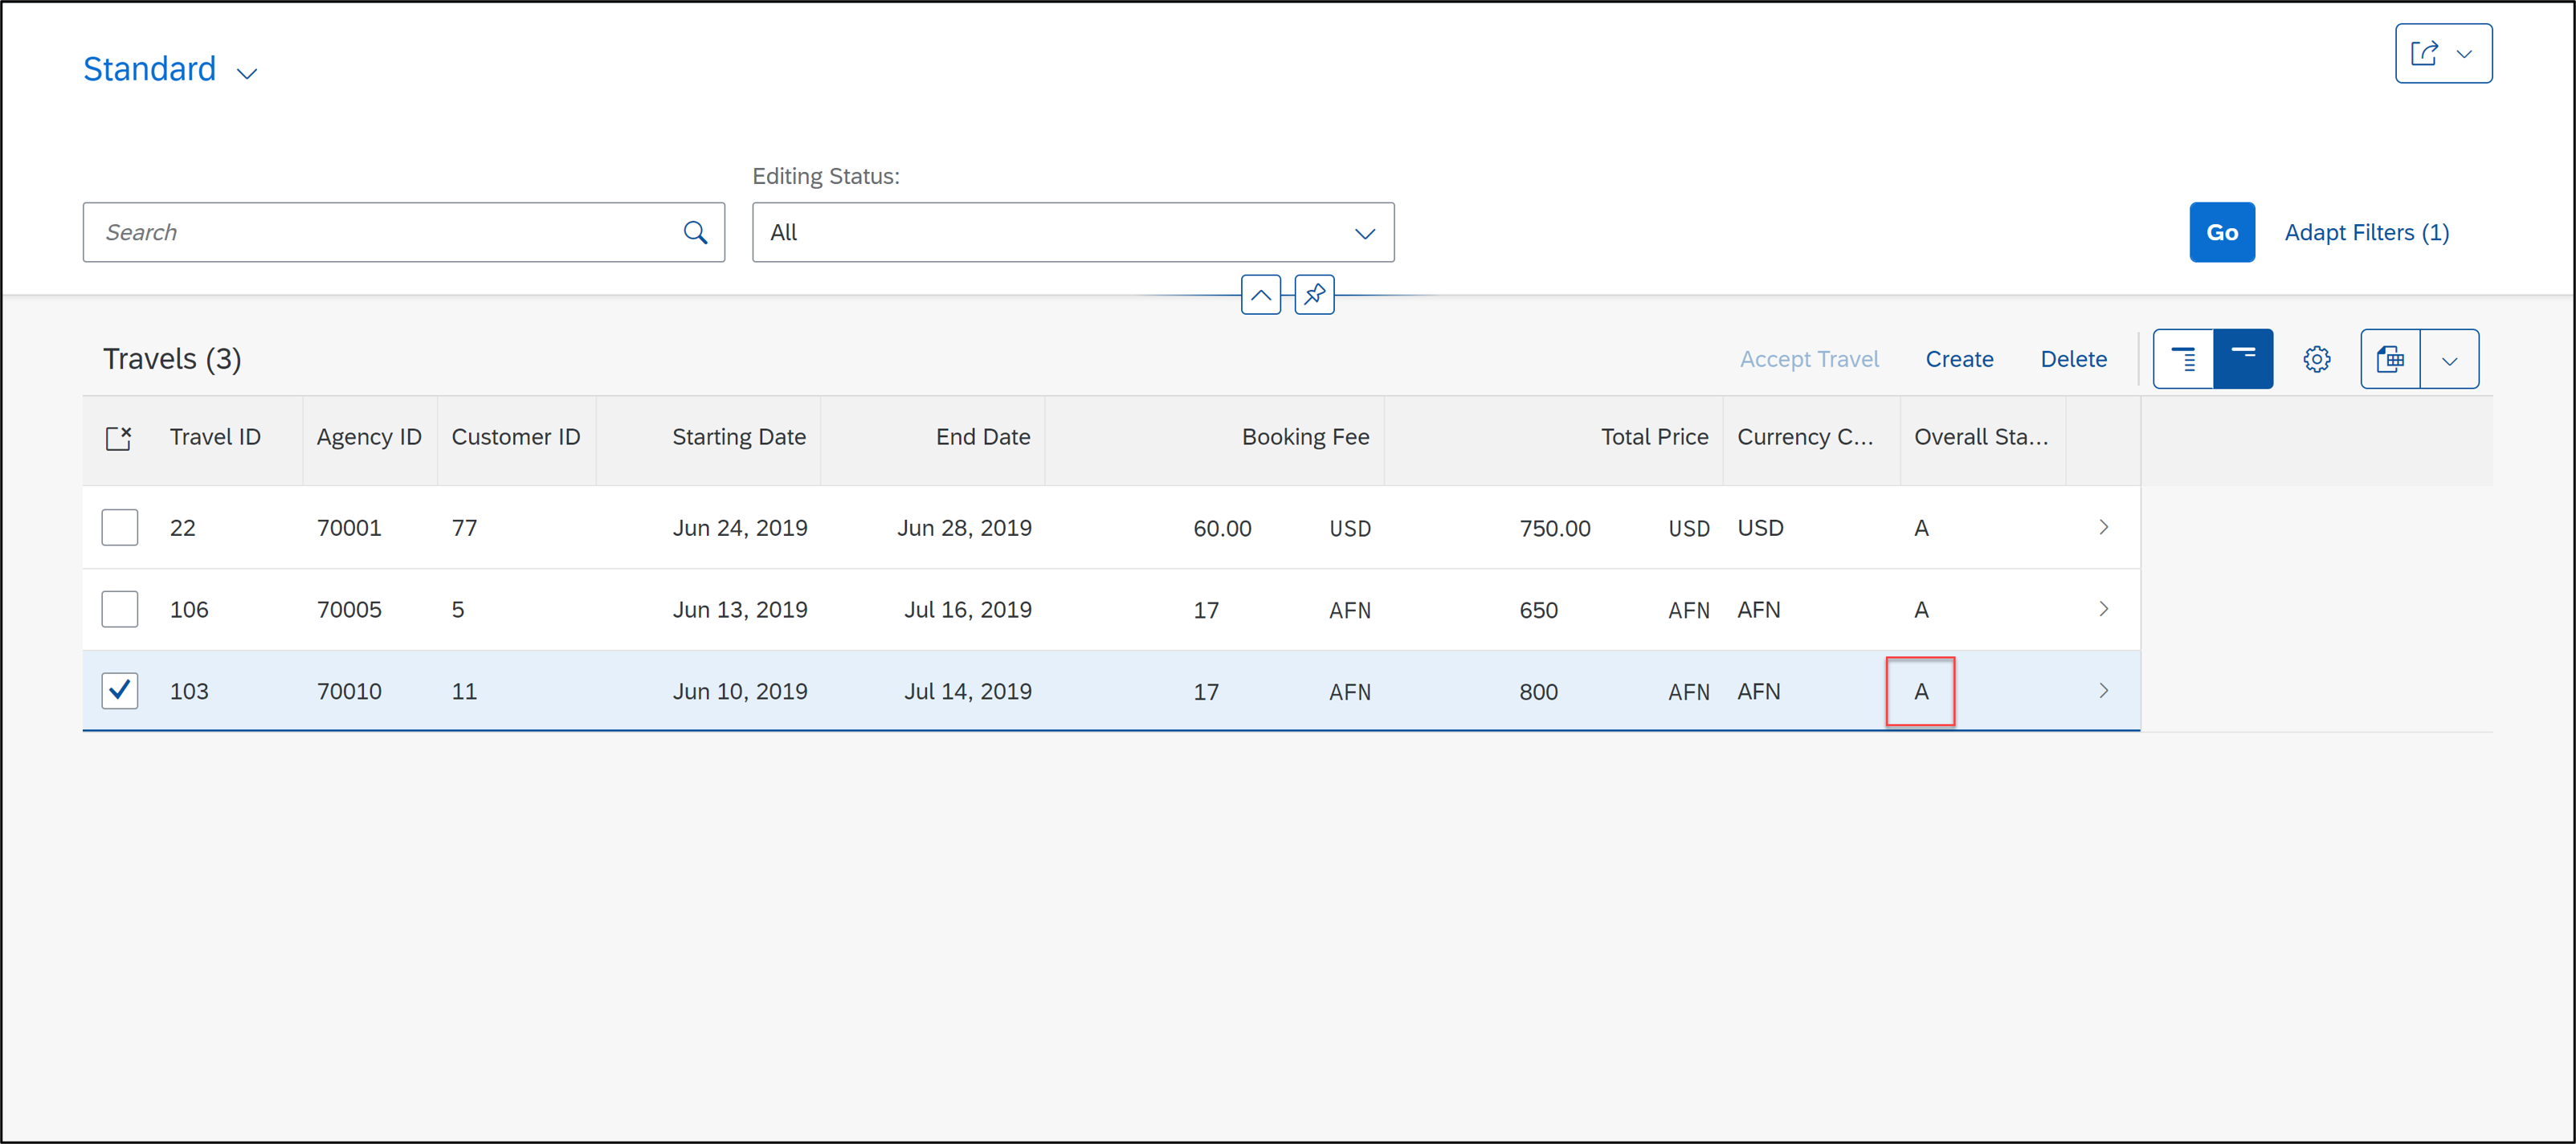 Standard
Editing Status:
Search
All
Go
Adapt Filters (1)
Travels (3)
Accept Travel Create Delete
Travel ID Agency ID Customer ID Starting Date End Date Booking Fee Total Price Currency C... Overall Sta...
22 70001 77 Jun 24, 2019 Jun 28, 2019 60.00 USD 750.00 USD USD A
106 70005 5 Jun 13, 2019 Jul 16, 2019 17 AFN 650 AFN AFN A
103 70010 11 Jun 10, 2019 Jul 14, 2019 17 AFN 800 AFN AFN A